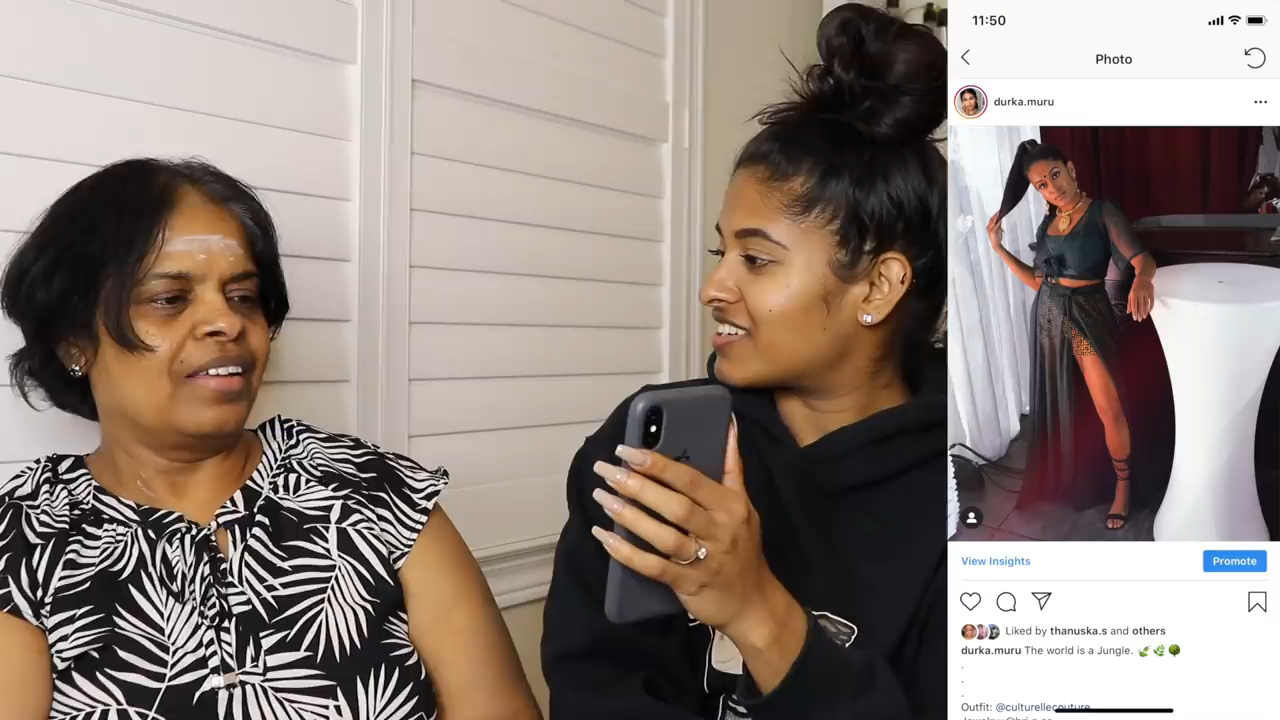 11:50
Photo
durka.muru
View Insights
Promote
Liked by thanuska.s and others
durka.muru The world is a Jungle. 🌿🌿🌳
.
.
.
Outfit: @culturellecouture